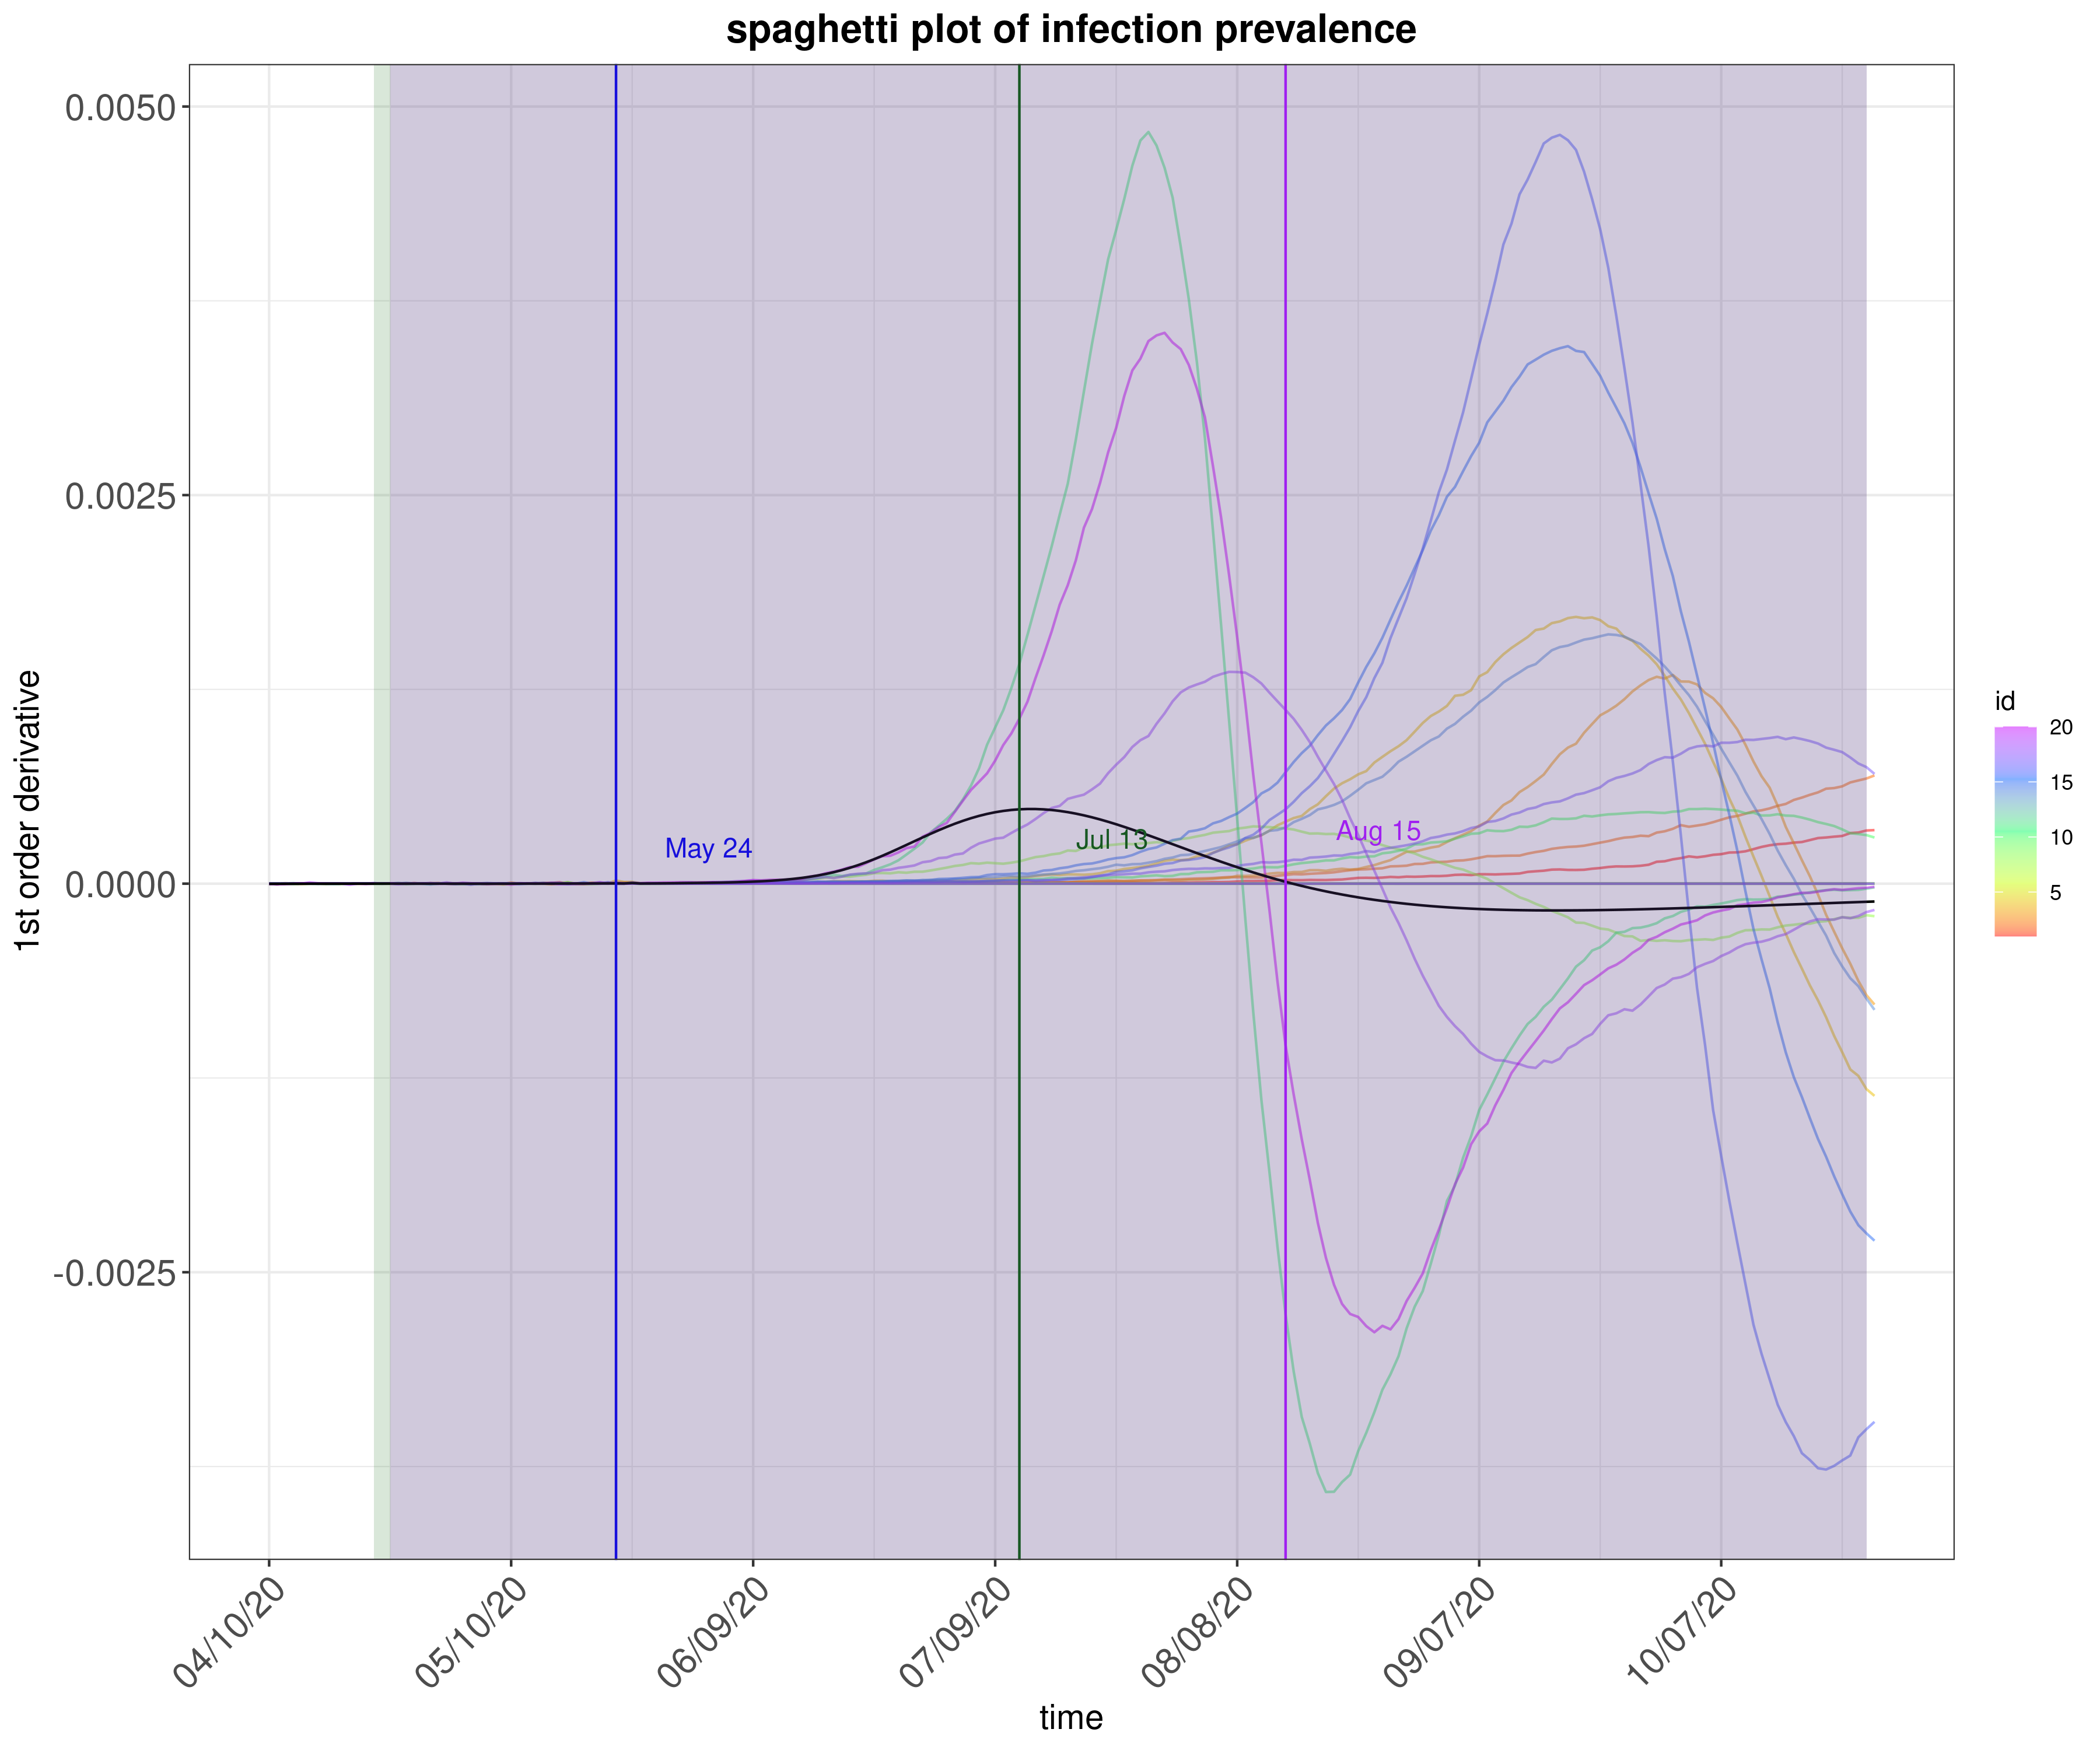 spaghetti plot of infection prevalence
0.0050
0.0025
0.0000
-0.0025
1st order derivative
May 24
Jul 13
Aug 15
04/10/20
05/10/20
06/09/20
07/09/20
08/08/20
09/07/20
10/07/20
time
id
20
15
10
5